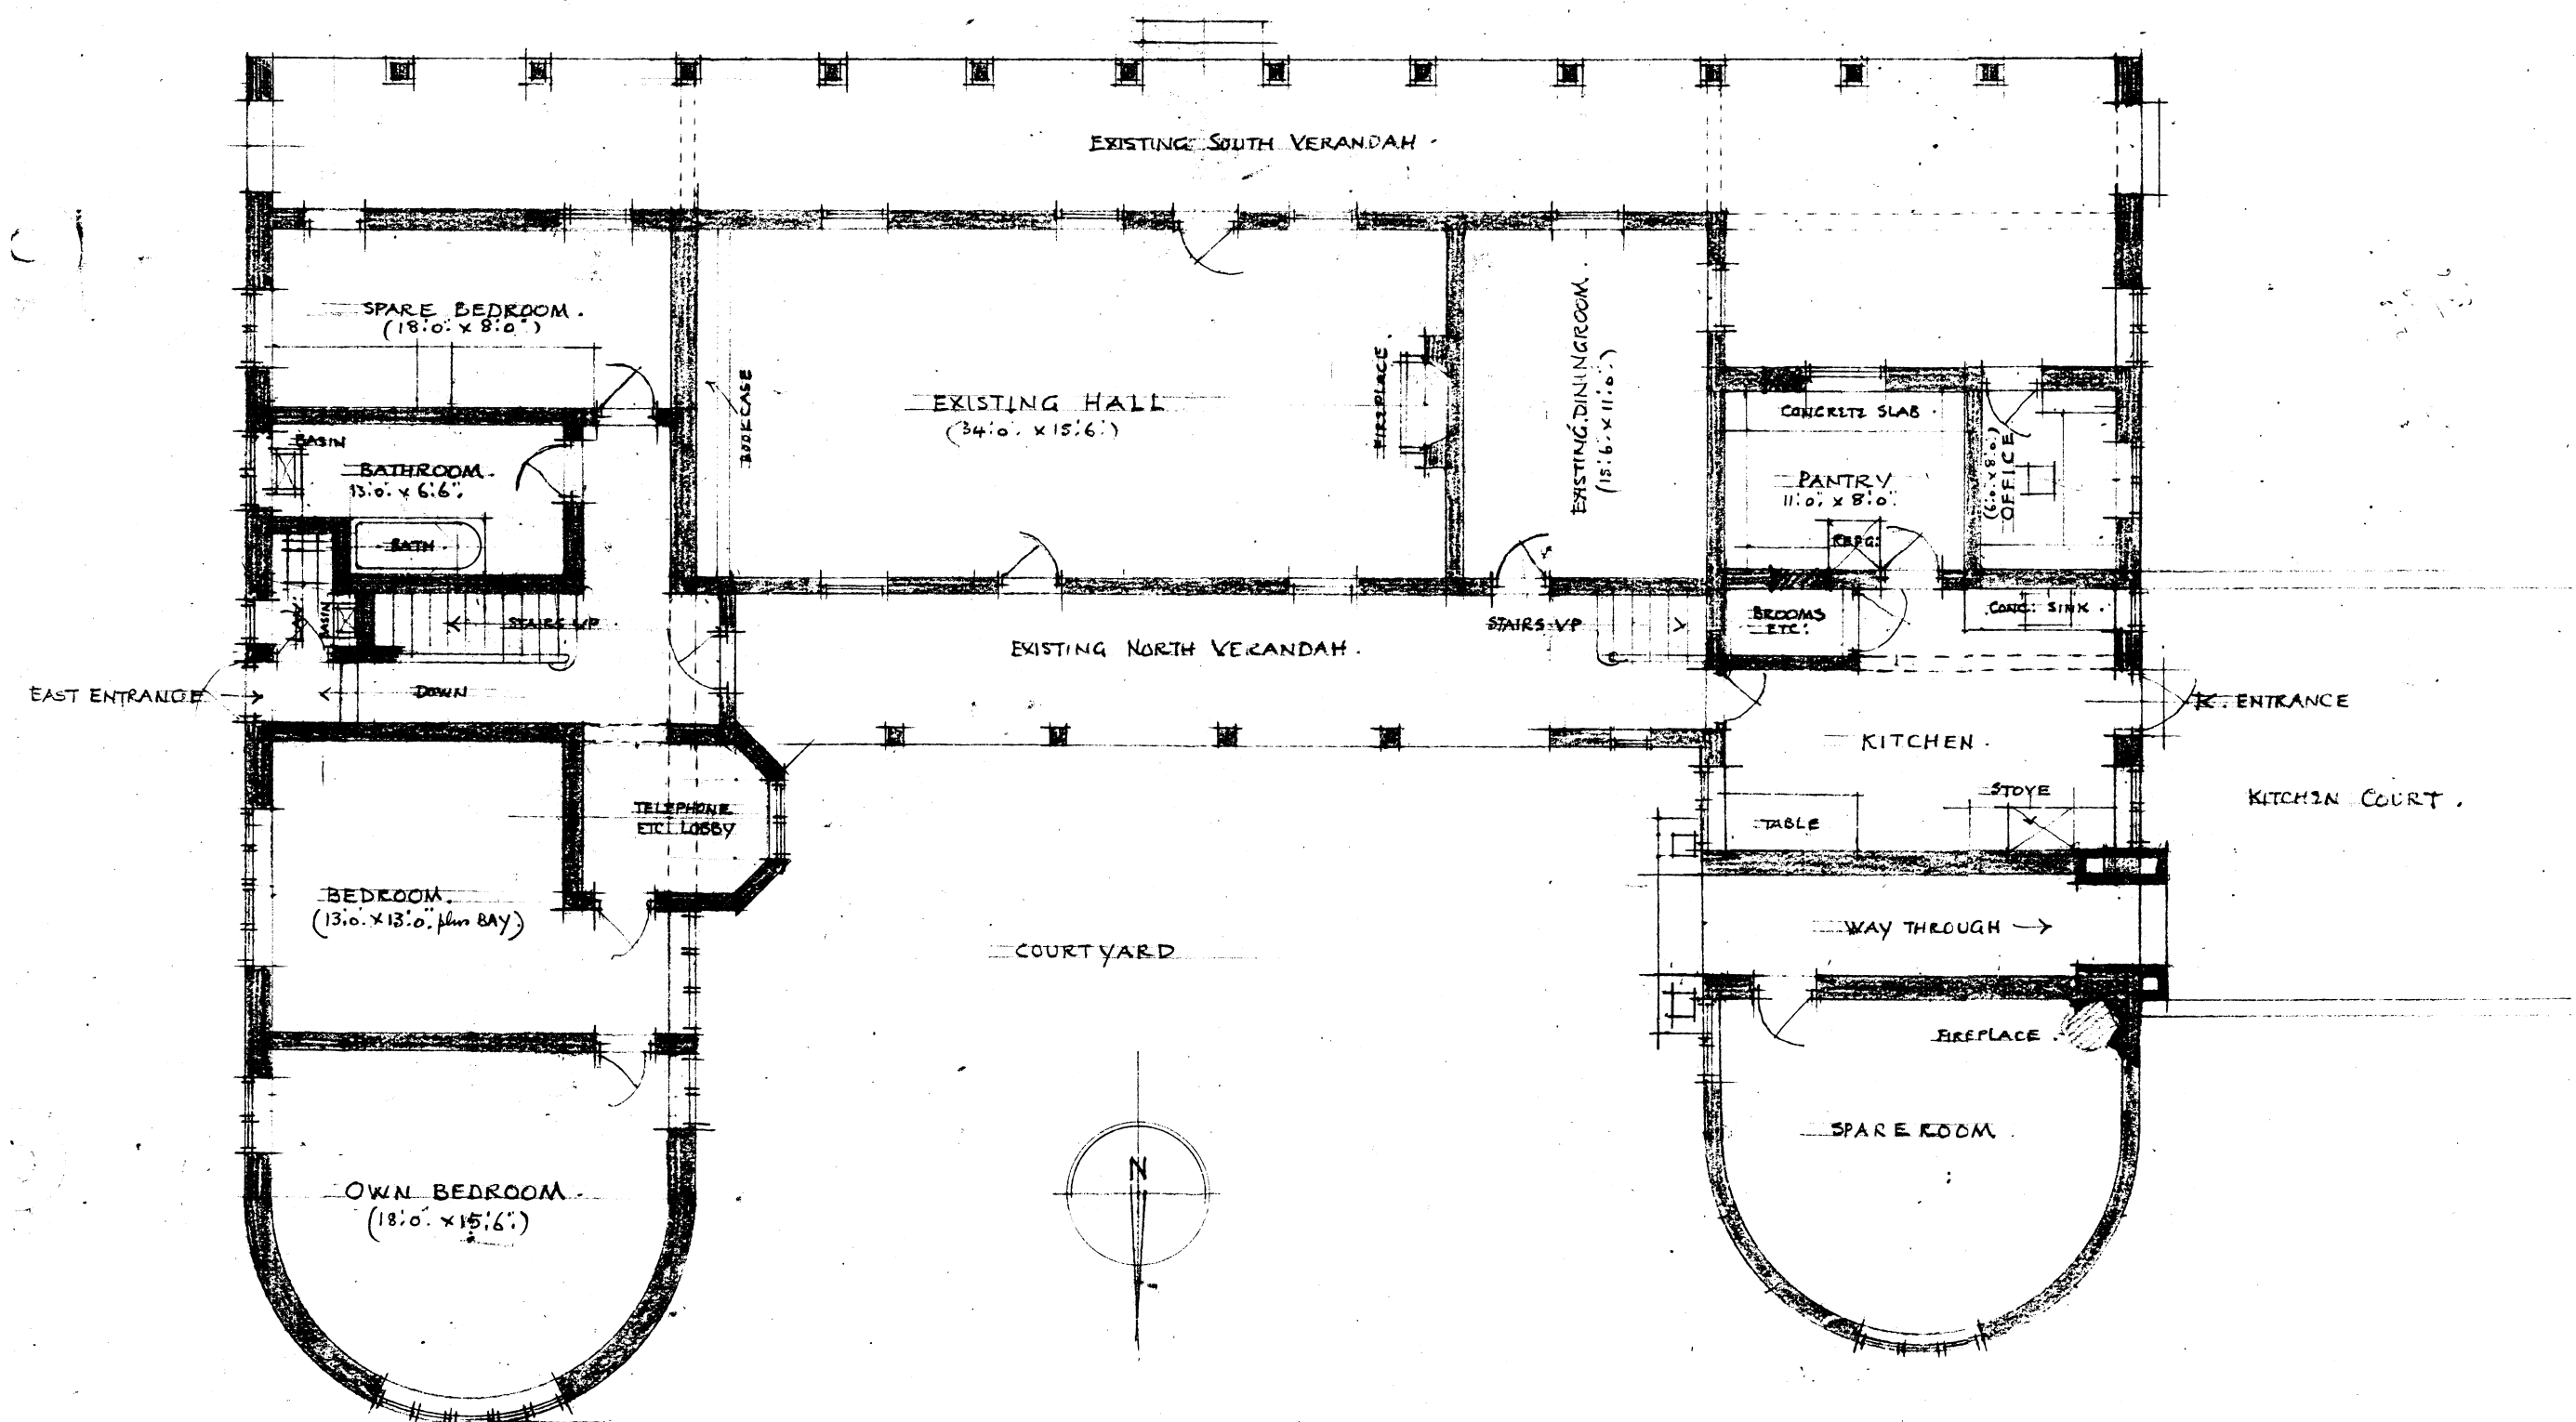 EXISTING SOUTH VERANDAH.
SPARE BEDROOM.
(18'.0". x 8'.0".)
BOOKCASE
EXISTING HALL
(34'.0". x 15'.6".)
FIREPLACE.
EXISTING.DININGROOM.
(15'.6". x 11'.0".)
CONCRETE SLAB.
BASIN
BATHROOM.
13'.0". x 6'.6".
PANTRY
11'.0". x 8'.0".
OFFICE
(6'.0". x 8'.0".)
BATH
REFG:
BASIN
LAV
STAIRS UP.
EXISTING NORTH VERANDAH.
STAIRS UP
BROOMS
ETC:
CONC: SINK.
EAST ENTRANCE
DOWN
K. ENTRANCE
KITCHEN.
TELEPHONE
ETC: LOBBY
STOVE
TABLE
KITCHEN COURT.
BEDROOM.
(13'.0". x 13'.0". plus BAY.)
COURTYARD
WAY THROUGH
FIREPLACE.
SPARE ROOM.
N
OWN BEDROOM.
(18'.0". x 15'.6".)